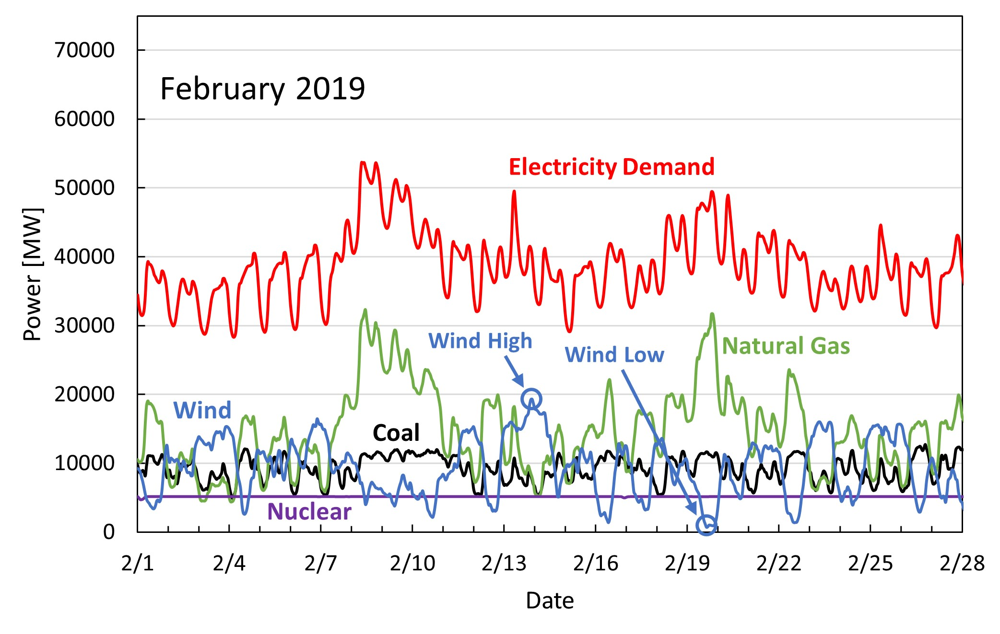 February 2019
70000
60000
50000
40000
30000
20000
10000
0
Power [MW]
Electricity Demand
Wind High
Wind Low
Natural Gas
Wind
Coal
Nuclear
2/1 2/4 2/7 2/10 2/13 2/16 2/19 2/22 2/25 2/28
Date